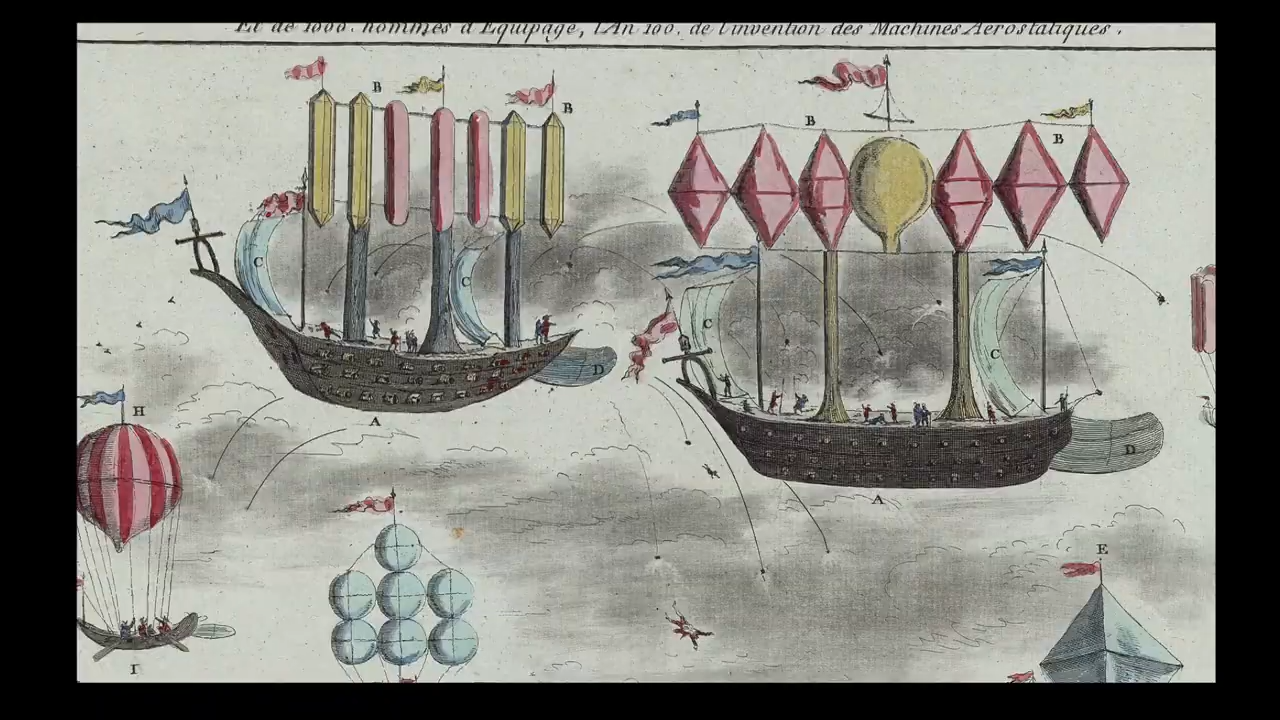 Et de 1000. hommes d'Equipage, l'An 100. de l'invention des Machines Aerostatiques.
B
B
B
B
C
C
D
A
H
C
C
D
A
E
I